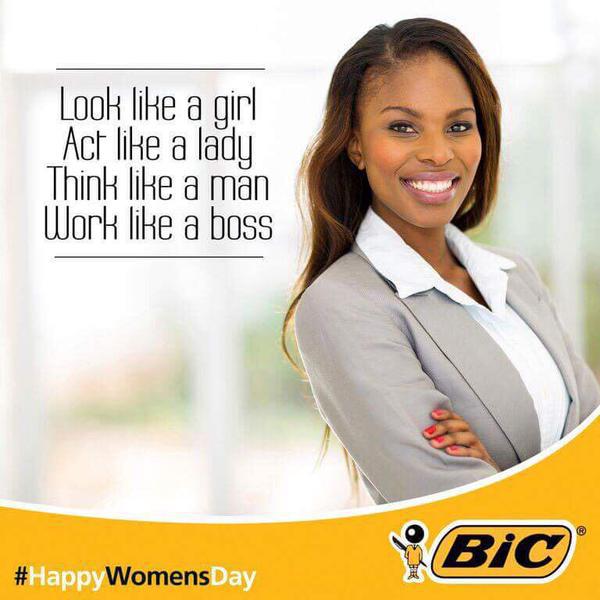 Look like a girl
Act like a lady
Think like a man
Work like a boss
#HappyWomensDay
BiC®